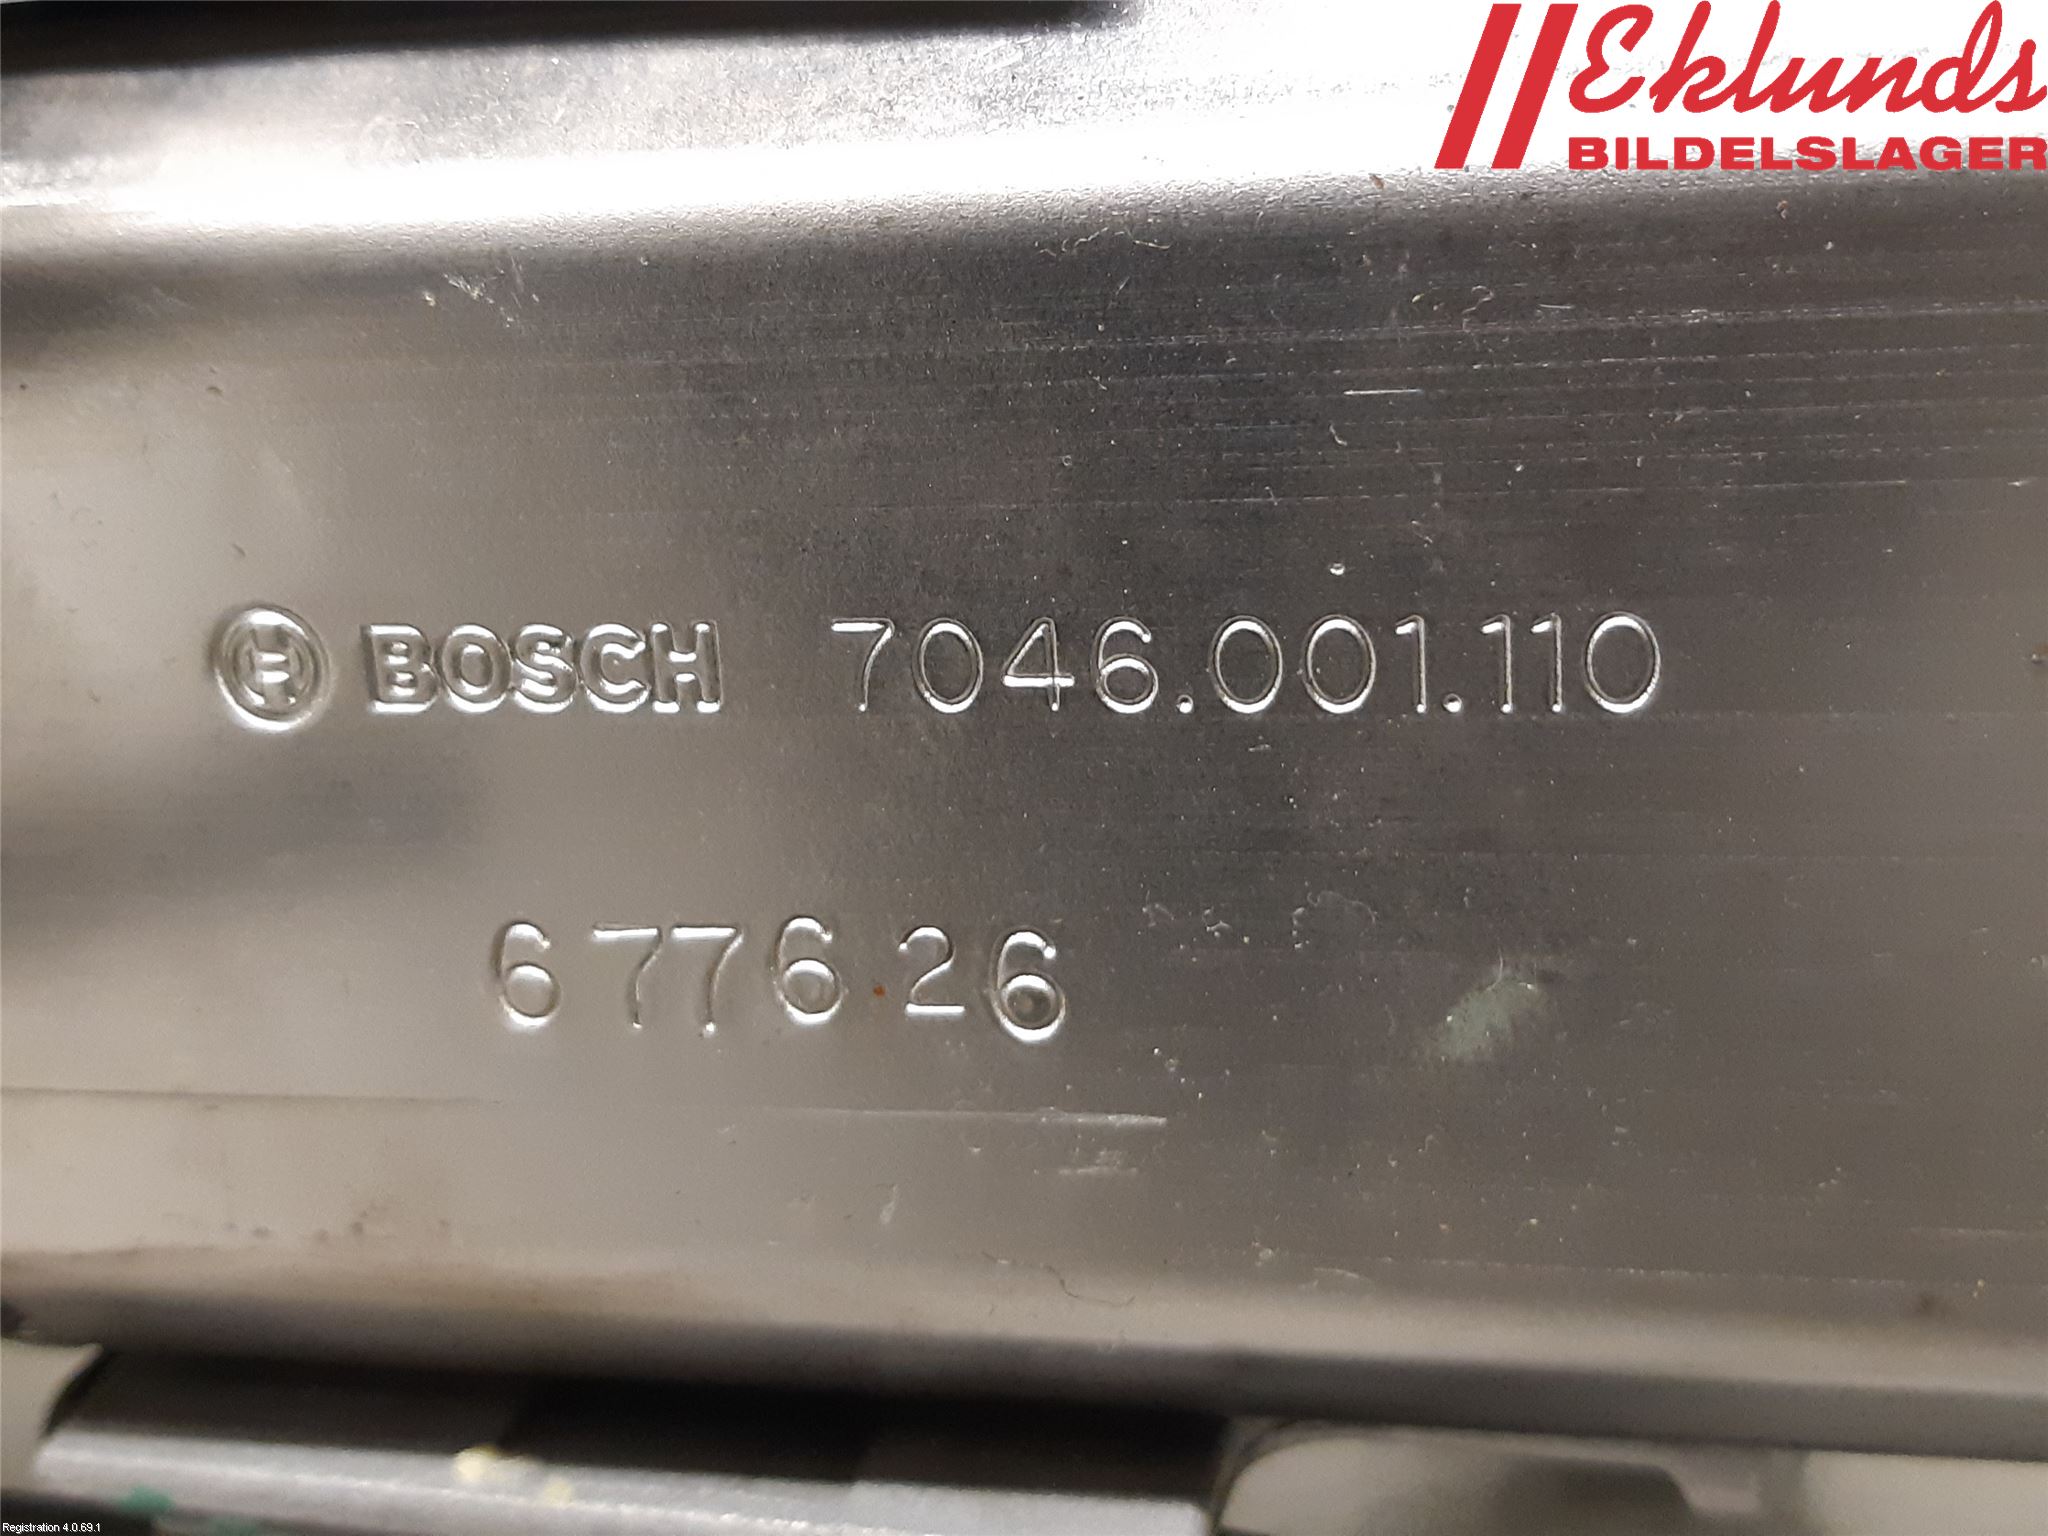 Eklunds
BILDELSLAGER
BOSCH 7046.001.110
677626
Registration 4.0.69.1